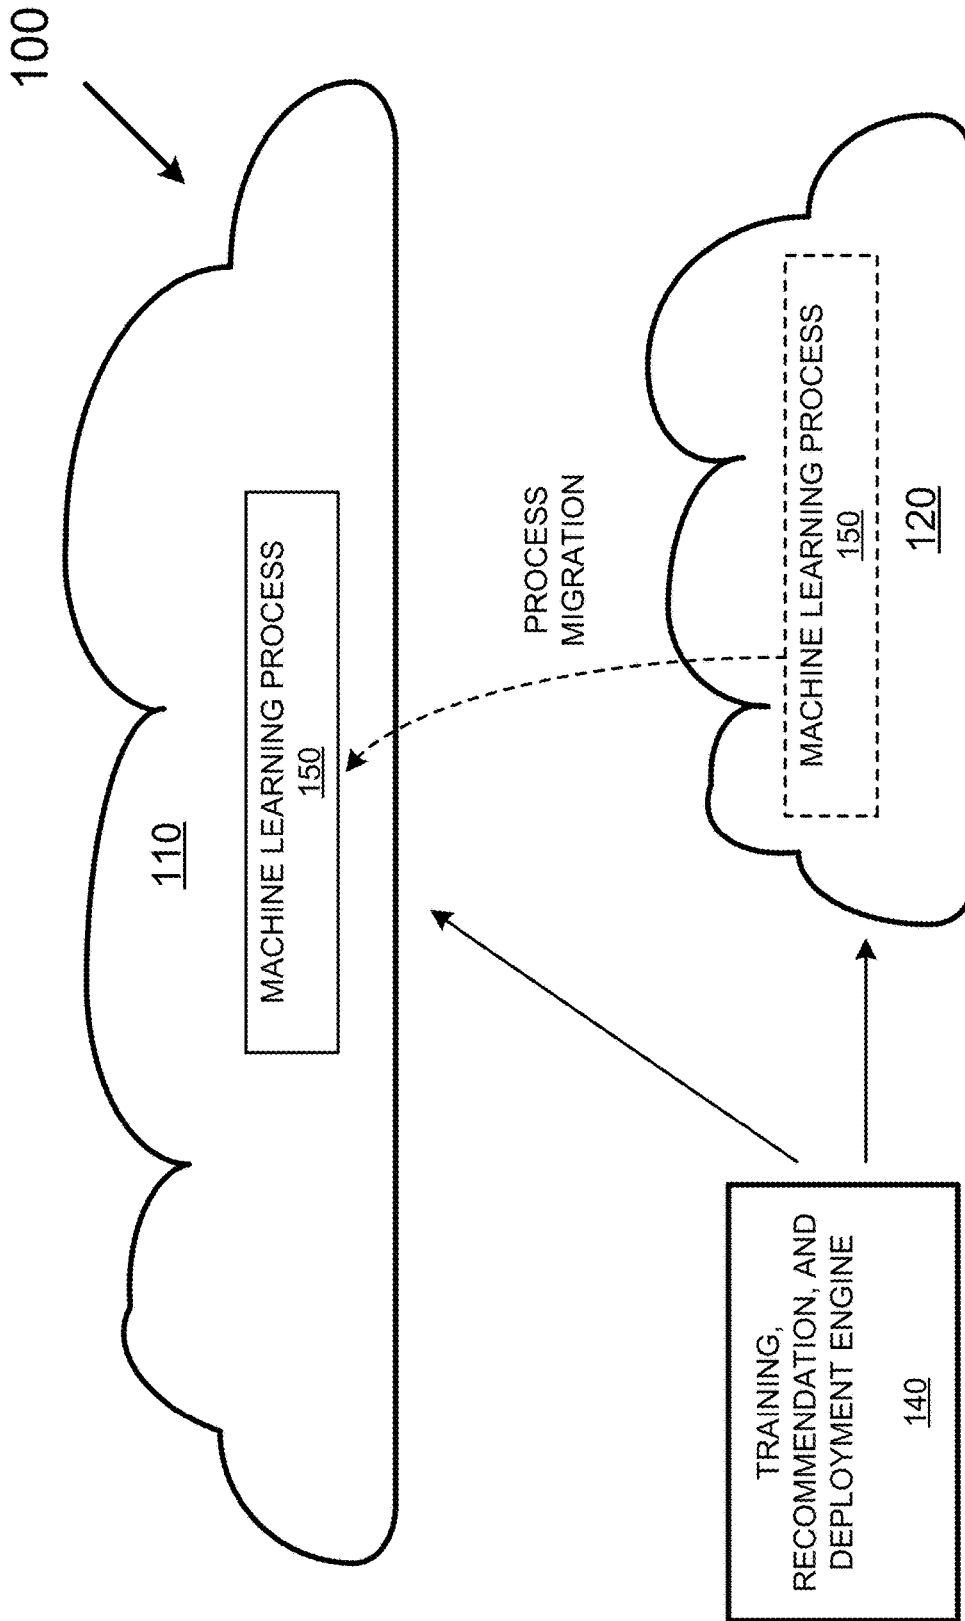 100
110
MACHINE LEARNING PROCESS
150
PROCESS
MIGRATION
MACHINE LEARNING PROCESS
150
120
TRAINING,
RECOMMENDATION, AND
DEPLOYMENT ENGINE
140